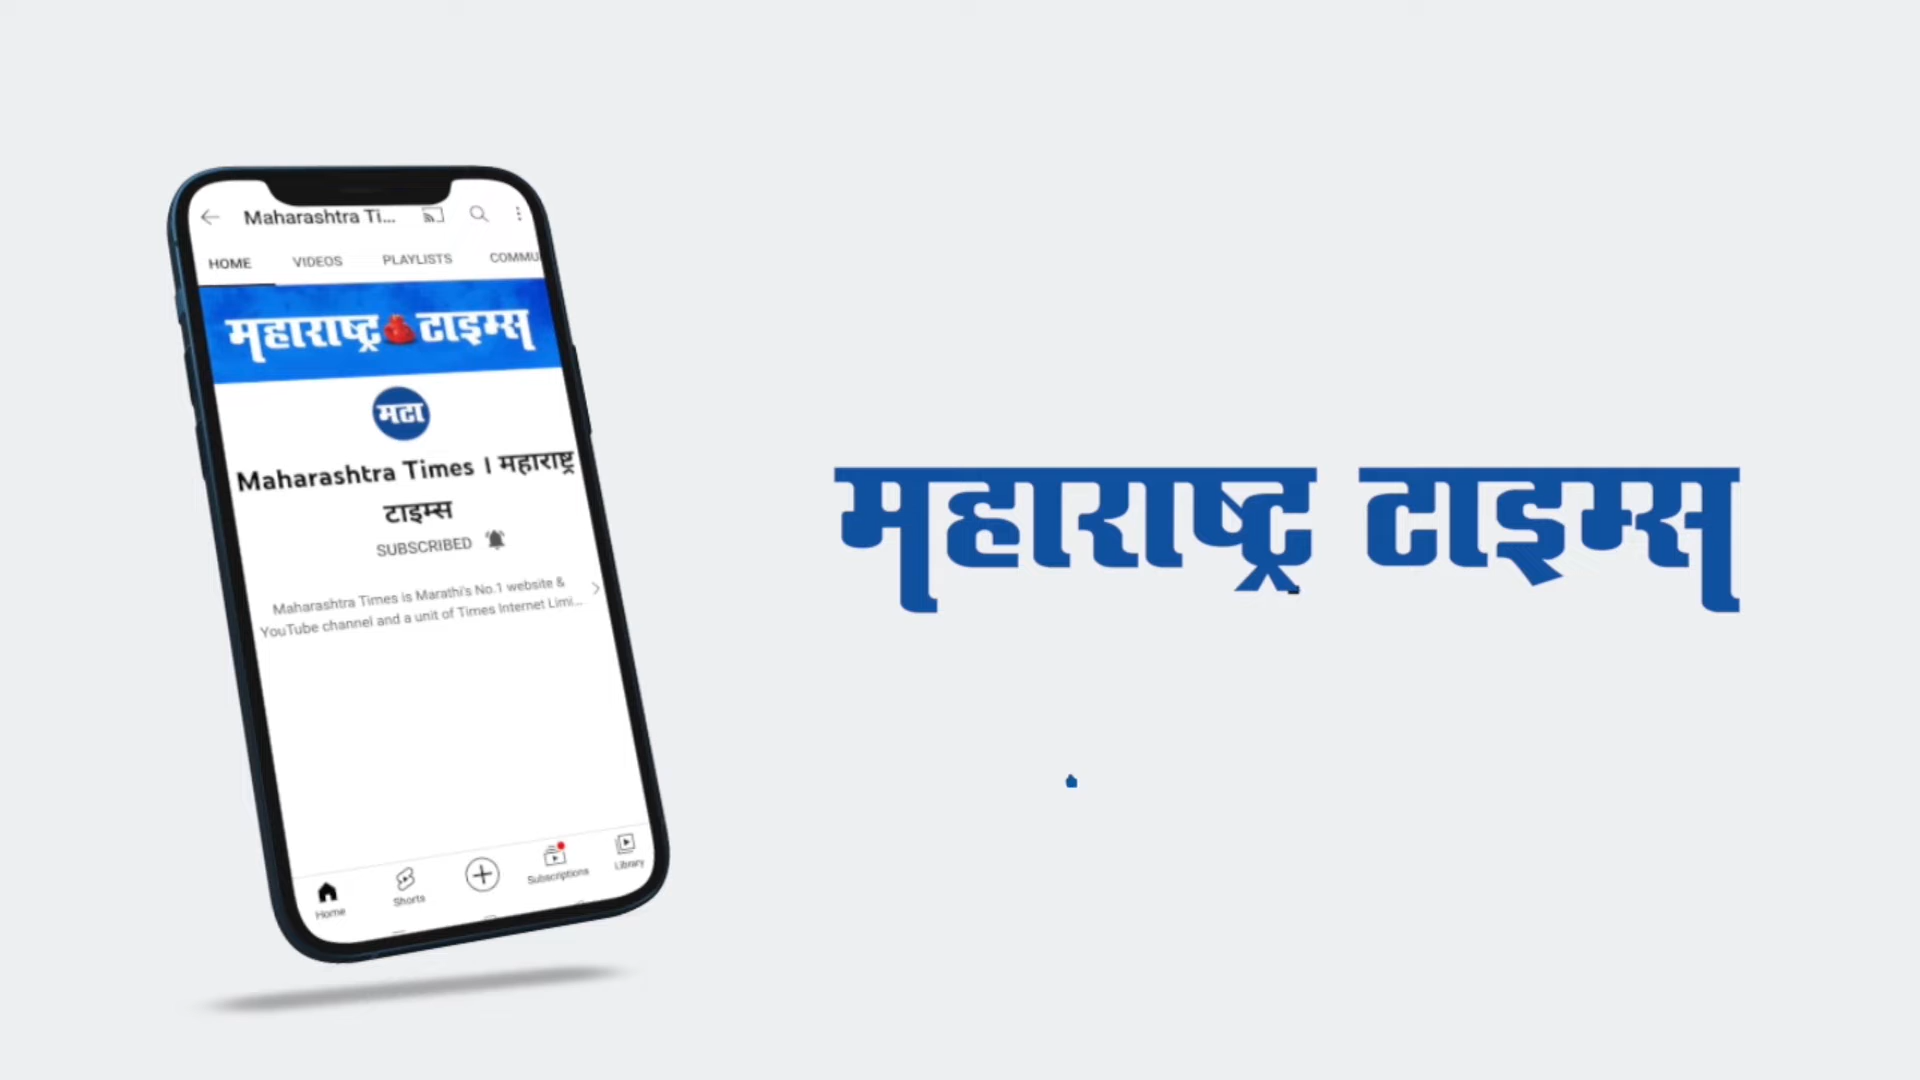 Maharashtra Ti...
HOME VIDEOS PLAYLISTS COMMU
महाराष्ट्र टाइम्स
मटा
Maharashtra Times । महाराष्ट्र
टाइम्स
SUBSCRIBED
Maharashtra Times is Marathi's No.1 website &
YouTube channel and a unit of Times Internet Limi...
Home Shorts Subscriptions Library
महाराष्ट्र टाइम्स